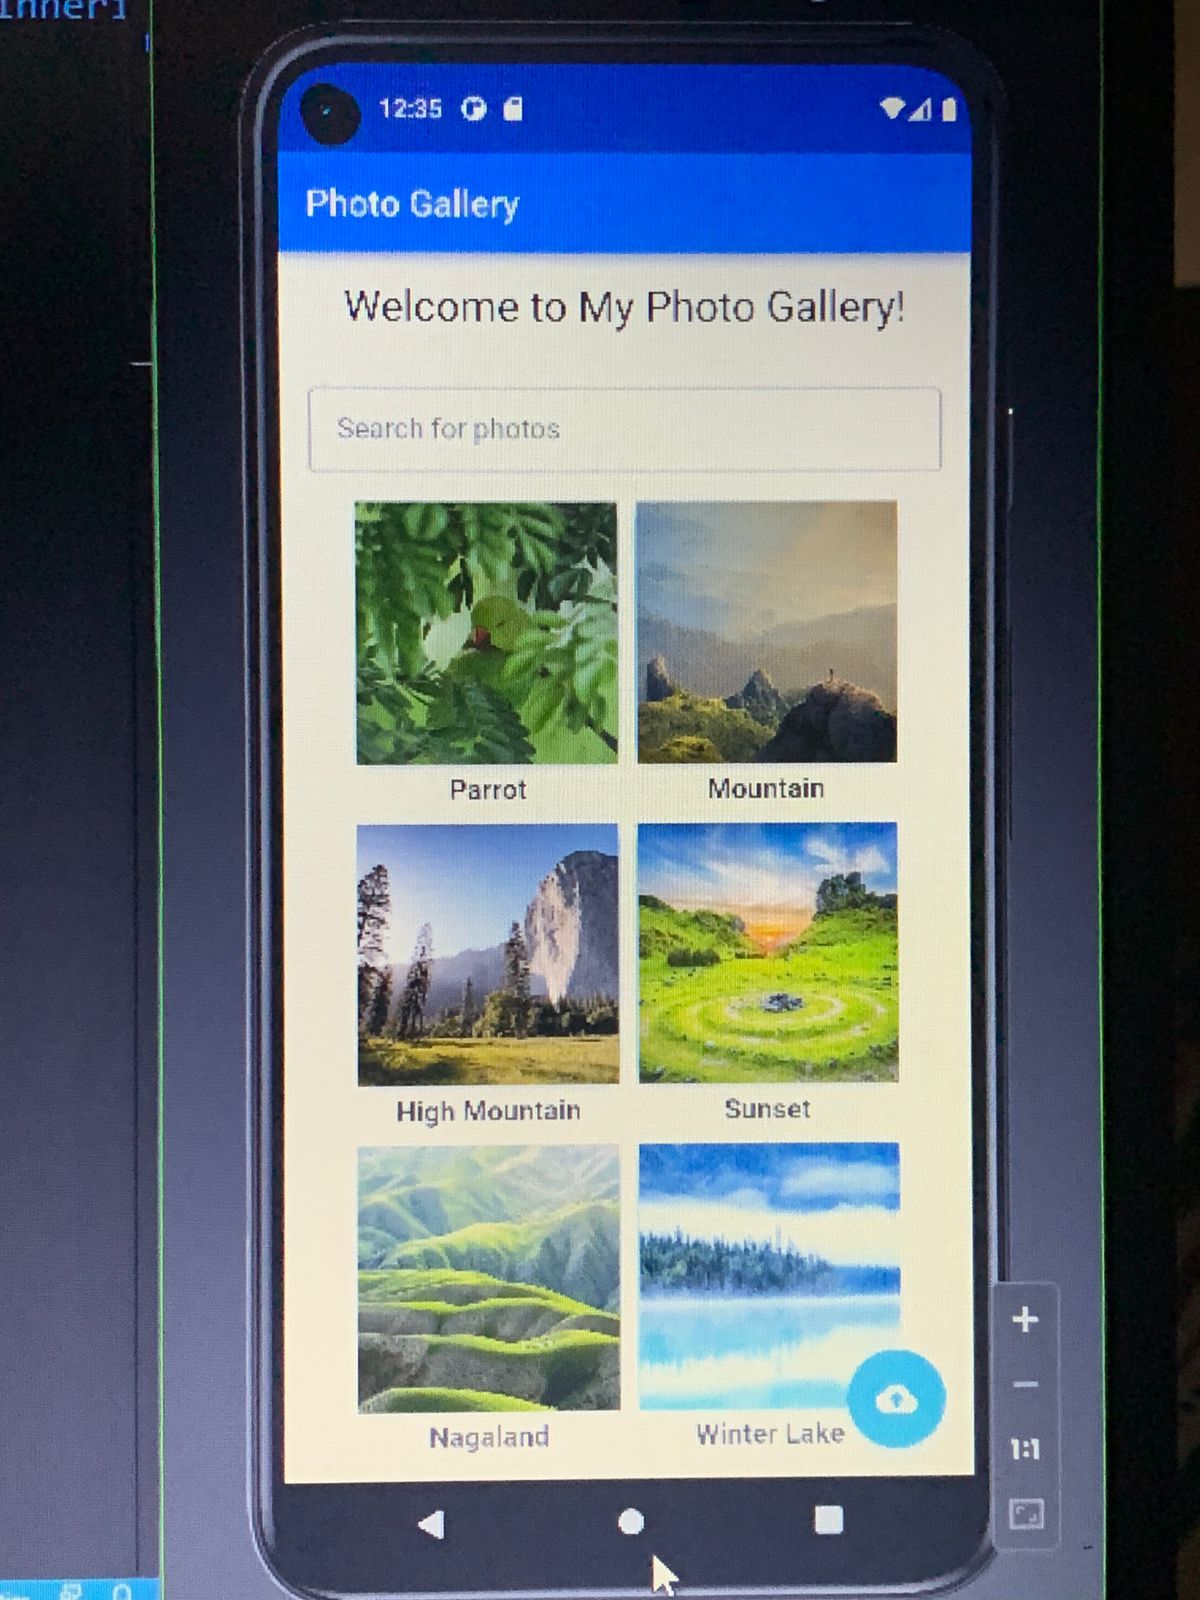 12:35
Photo Gallery
Welcome to My Photo Gallery!
Search for photos
Parrot
Mountain
High Mountain
Sunset
Nagaland
Winter Lake
1:1